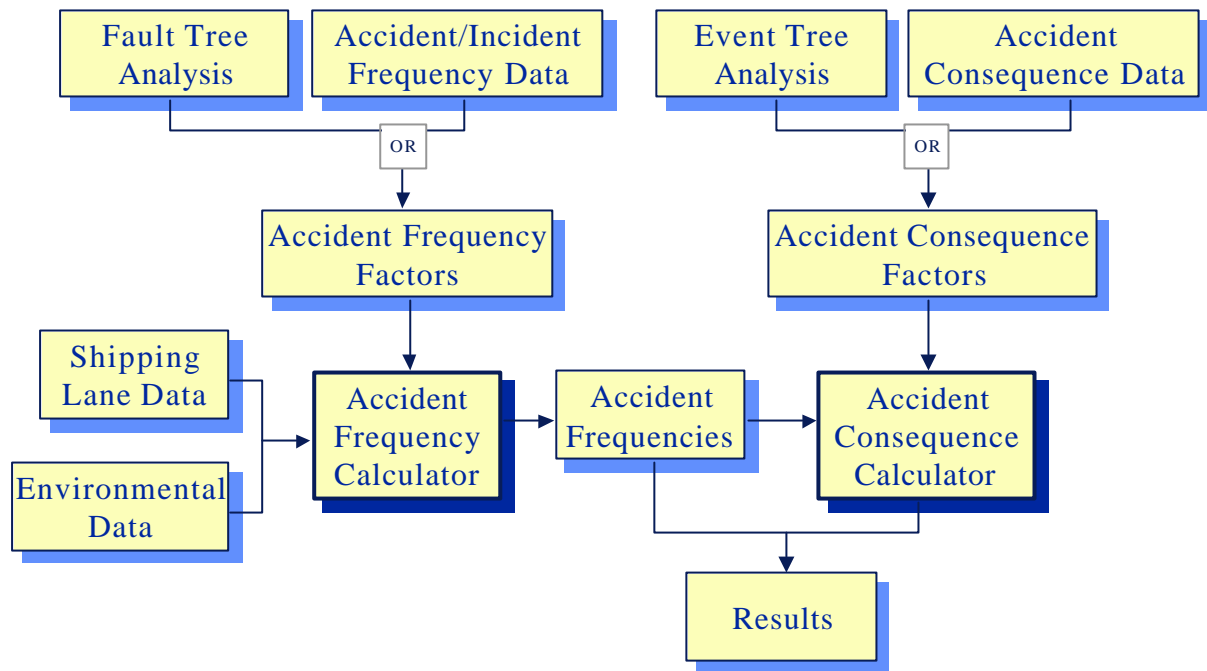 Fault Tree
Analysis
Accident/Incident
Frequency Data
Event Tree
Analysis
Accident
Consequence Data
OR
OR
Accident Frequency
Factors
Accident Consequence
Factors
Shipping
Lane Data
Environmental
Data
Accident
Frequency
Calculator
Accident
Frequencies
Accident
Consequence
Calculator
Results